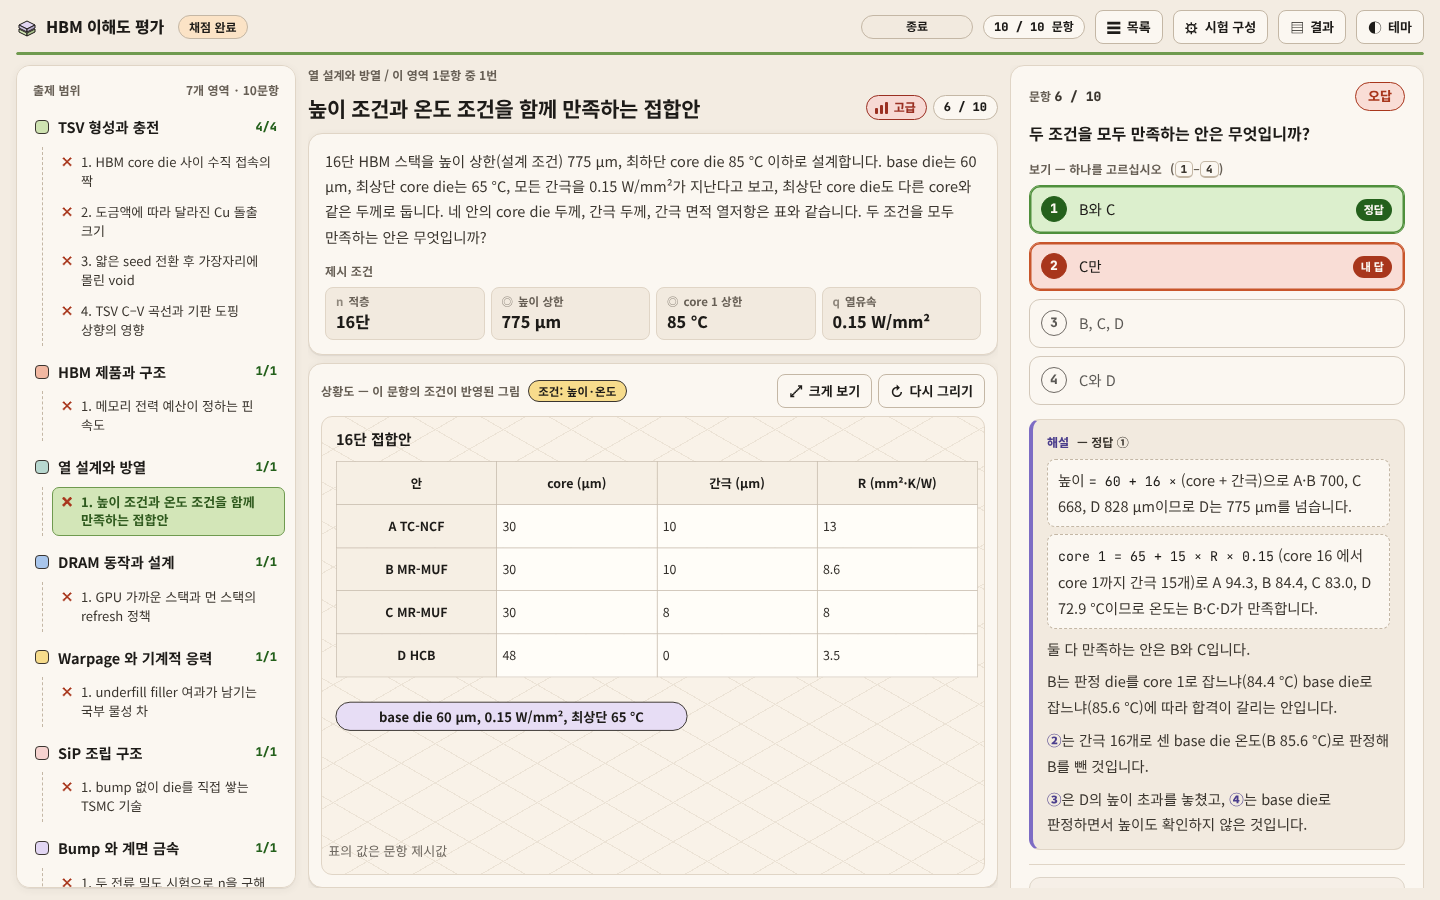 HBM 이해도 평가
채점 완료
종료
10 / 10 문항
목록
시험 구성
결과
테마
출제 범위
7개 영역 · 10문항
TSV 형성과 충전
4/4
1. HBM core die 사이 수직 접속의
짝
2. 도금액에 따라 달라진 Cu 돌출
크기
3. 얇은 seed 전환 후 가장자리에
몰린 void
4. TSV C–V 곡선과 기판 도핑
상향의 영향
HBM 제품과 구조
1/1
1. 메모리 전력 예산이 정하는 핀
속도
열 설계와 방열
1/1
1. 높이 조건과 온도 조건을 함께
만족하는 접합안
DRAM 동작과 설계
1/1
1. GPU 가까운 스택과 먼 스택의
refresh 정책
Warpage 와 기계적 응력
1/1
1. underfill filler 여과가 남기는
국부 물성 차
SiP 조립 구조
1/1
1. bump 없이 die를 직접 쌓는
TSMC 기술
Bump 와 계면 금속
1/1
1. 두 전류 밀도 시험으로 n을 구해
열 설계와 방열 / 이 영역 1문항 중 1번
높이 조건과 온도 조건을 함께 만족하는 접합안
고급
6 / 10
16단 HBM 스택을 높이 상한(설계 조건) 775 µm, 최하단 core die 85 °C 이하로 설계합니다. base die는 60
µm, 최상단 core die는 65 °C, 모든 간극을 0.15 W/mm²가 지난다고 보고, 최상단 core die도 다른 core와
같은 두께로 둡니다. 네 안의 core die 두께, 간극 두께, 간극 면적 열저항은 표와 같습니다. 두 조건을 모두
만족하는 안은 무엇입니까?
제시 조건
n 적층
16단
◎ 높이 상한
775 µm
◎ core 1 상한
85 °C
q 열유속
0.15 W/mm²
상황도 — 이 문항의 조건이 반영된 그림
조건: 높이·온도
크게 보기
다시 그리기
16단 접합안
안
core (µm)
간극 (µm)
R (mm²·K/W)
A TC-NCF
30
10
13
B MR-MUF
30
10
8.6
C MR-MUF
30
8
8
D HCB
48
0
3.5
base die 60 µm, 0.15 W/mm², 최상단 65 °C
표의 값은 문항 제시값
문항 6 / 10
오답
두 조건을 모두 만족하는 안은 무엇입니까?
보기 — 하나를 고르십시오 (1–4)
1 B와 C 정답
2 C만 내 답
3 B, C, D
4 C와 D
해설 — 정답 ①
높이 = 60 + 16 × (core + 간극)으로 A·B 700, C
668, D 828 µm이므로 D는 775 µm를 넘습니다.
core 1 = 65 + 15 × R × 0.15 (core 16 에서
core 1까지 간극 15개)로 A 94.3, B 84.4, C 83.0, D
72.9 °C이므로 온도는 B·C·D가 만족합니다.
둘 다 만족하는 안은 B와 C입니다.
B는 판정 die를 core 1로 잡느냐(84.4 °C) base die로
잡느냐(85.6 °C)에 따라 합격이 갈리는 안입니다.
②는 간극 16개로 센 base die 온도(B 85.6 °C)로 판정해
B를 뺀 것입니다.
③은 D의 높이 초과를 놓쳤고, ④는 base die로
판정하면서 높이도 확인하지 않은 것입니다.